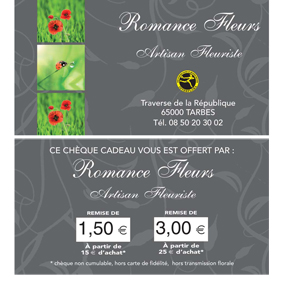 Romance Fleurs
Artisan Fleuriste
Traverse de la République
65000 TARBES
Tél. 08 50 20 30 02
CE CHÈQUE CADEAU VOUS EST OFFERT PAR :
Romance Fleurs
Artisan Fleuriste
REMISE DE
1,50 €
À partir de
15 € d'achat*
REMISE DE
3,00 €
À partir de
25 € d'achat*
* chèque non cumulable, hors carte de fidélité, hors transmission florale